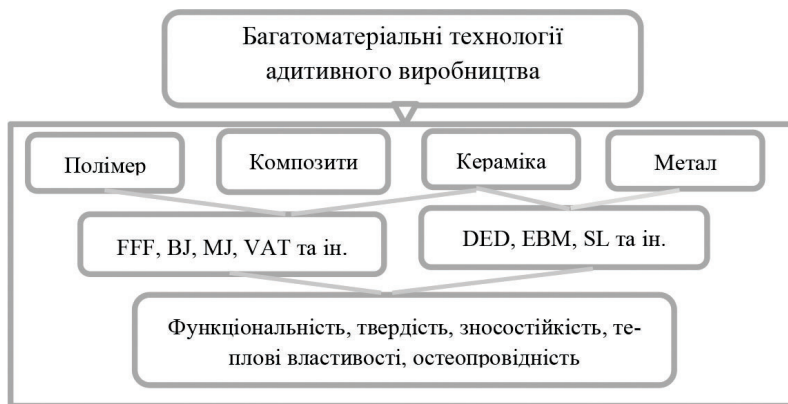 Багатоматеріальні технології
адитивного виробництва
Полімер
Композити
Кераміка
Метал
FFF, BJ, MJ, VAT та ін.
DED, EBM, SL та ін.
Функціональність, твердість, зносостійкість, те-
плові властивості, остеопровідність